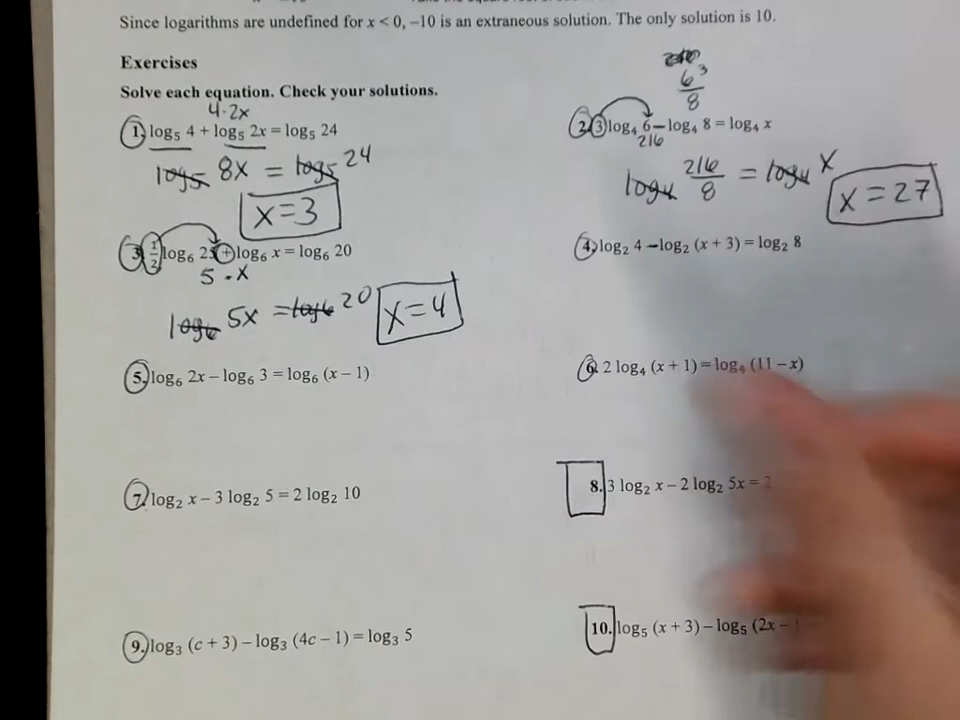 Since logarithms are undefined for x < 0, −10 is an extraneous solution. The only solution is 10.
Exercises
Solve each equation. Check your solutions.
4·2x
1. log₅ 4 + log₅ 2x = log₅ 24
log₅ 8x = log₅ 24
x=3
6³
8
2. 3 log₄ 6 − log₄ 8 = log₄ x
216
log₄ 216/8 = log₄ x
x=27
3. 1/2 log₆ 25 + log₆ x = log₆ 20
5 · x
log₆ 5x = log₆ 20
x=4
4. log₂ 4 − log₂ (x + 3) = log₂ 8
5. log₆ 2x − log₆ 3 = log₆ (x − 1)
6. 2 log₄ (x + 1) = log₄ (11 − x)
7. log₂ x − 3 log₂ 5 = 2 log₂ 10
8. 3 log₂ x − 2 log₂ 5x = 2
9. log₃ (c + 3) − log₃ (4c − 1) = log₃ 5
10. log₅ (x + 3) − log₅ (2x −